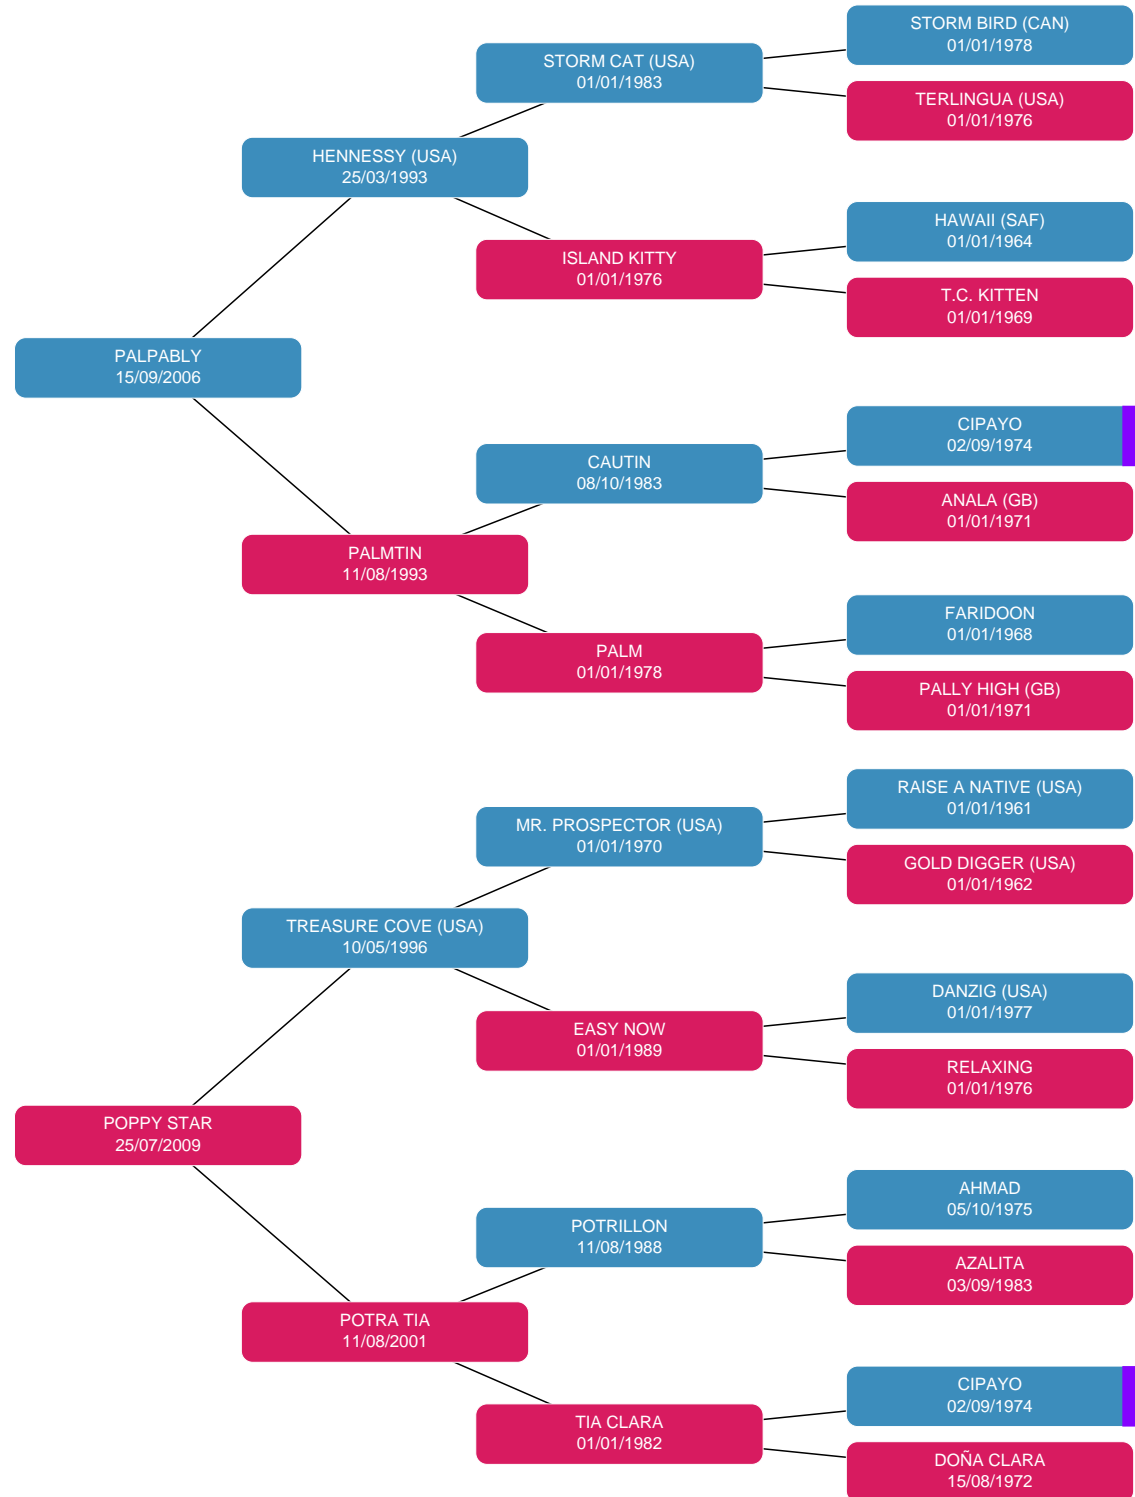 STORM BIRD (CAN)
01/01/1978
STORM CAT (USA)
01/01/1983
TERLINGUA (USA)
01/01/1976
HENNESSY (USA)
25/03/1993
HAWAII (SAF)
01/01/1964
ISLAND KITTY
01/01/1976
T.C. KITTEN
01/01/1969
PALPABLY
15/09/2006
CIPAYO
02/09/1974
CAUTIN
08/10/1983
ANALA (GB)
01/01/1971
PALMTIN
11/08/1993
FARIDOON
01/01/1968
PALM
01/01/1978
PALLY HIGH (GB)
01/01/1971
RAISE A NATIVE (USA)
01/01/1961
MR. PROSPECTOR (USA)
01/01/1970
GOLD DIGGER (USA)
01/01/1962
TREASURE COVE (USA)
10/05/1996
DANZIG (USA)
01/01/1977
EASY NOW
01/01/1989
RELAXING
01/01/1976
POPPY STAR
25/07/2009
AHMAD
05/10/1975
POTRILLON
11/08/1988
AZALITA
03/09/1983
POTRA TIA
11/08/2001
CIPAYO
02/09/1974
TIA CLARA
01/01/1982
DOÑA CLARA
15/08/1972